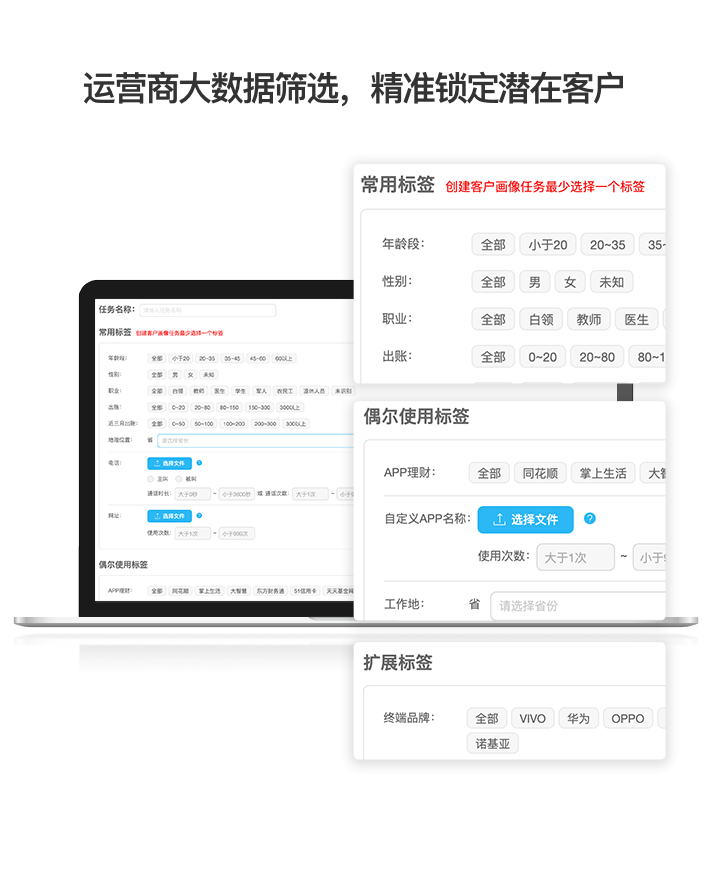 运营商大数据筛选，精准锁定潜在客户
常用标签 创建客户画像任务最少选择一个标签
年龄段： 全部 小于20 20~35 35~
性别： 全部 男 女 未知
职业： 全部 白领 教师 医生
出账： 全部 0~20 20~80 80~1
任务名称： 请输入任务名称
常用标签 创建客户画像任务最少选择一个标签
年龄段： 全部 小于20 20~35 35~45 45~60 60以上
性别： 全部 男 女 未知
职业： 全部 白领 教师 医生 学生 军人 农民工 退休人员 未识别
出账： 全部 0~20 20~80 80~150 150~300 300以上
近三月出账： 全部 0~50 50~100 100~200 200~300 300以上
地理位置： 省 请选择省份
电话： 选择文件 ?
主叫 被叫
通话时长： 大于0秒 ~ 小于3600秒 或 通话次数： 大于1次 ~
网址： 选择文件 ?
使用次数： 大于1次 ~ 小于999次
偶尔使用标签
APP理财： 全部 同花顺 掌上生活 大智慧 东方财务通 51信用卡 天天基金网
偶尔使用标签
APP理财： 全部 同花顺 掌上生活 大智
自定义APP名称： 选择文件 ?
使用次数： 大于1次 ~ 小于9
工作地： 省 请选择省份
扩展标签
终端品牌： 全部 VIVO 华为 OPPO
诺基亚